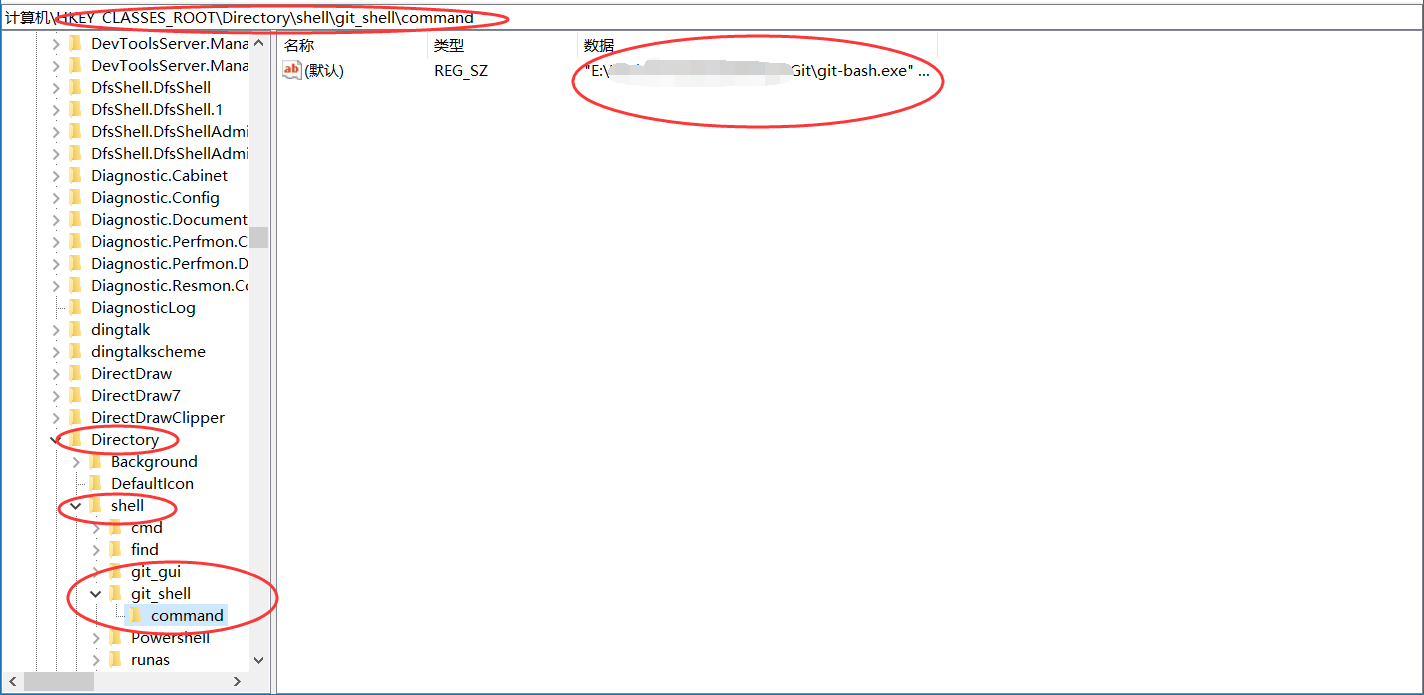 计算机\HKEY_CLASSES_ROOT\Directory\shell\git_shell\command
DevToolsServer.Mana
DevToolsServer.Mana
DfsShell.DfsShell
DfsShell.DfsShell.1
DfsShell.DfsShellAdmi
DfsShell.DfsShellAdmi
Diagnostic.Cabinet
Diagnostic.Config
Diagnostic.Document
Diagnostic.Perfmon.C
Diagnostic.Perfmon.D
Diagnostic.Resmon.Co
DiagnosticLog
dingtalk
dingtalkscheme
DirectDraw
DirectDraw7
DirectDrawClipper
Directory
Background
DefaultIcon
shell
cmd
find
git_gui
git_shell
command
Powershell
runas
名称 类型 数据
ab (默认) REG_SZ "E:\ Git\git-bash.exe" ...